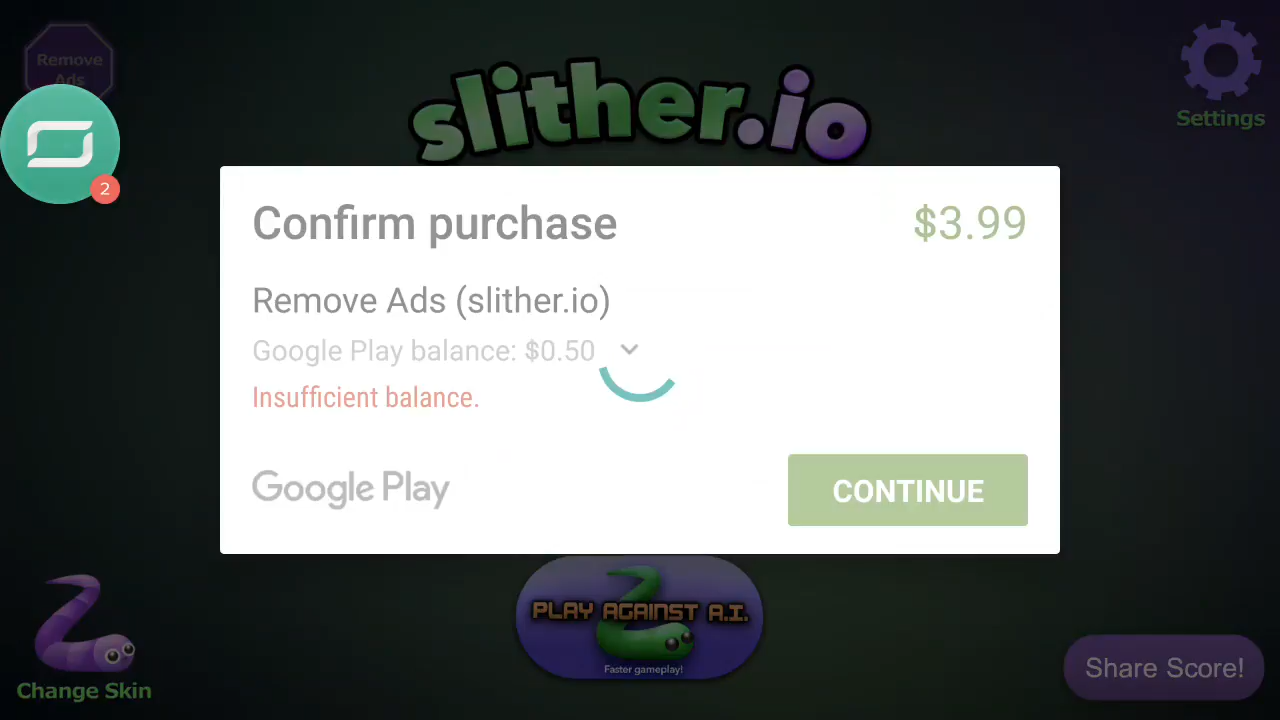 Remove
Ads
slither.io
Settings
2
Confirm purchase
$3.99
Remove Ads (slither.io)
Google Play balance: $0.50
Insufficient balance.
Google Play
CONTINUE
PLAY AGAINST A.I.
Faster gameplay!
Change Skin
Share Score!